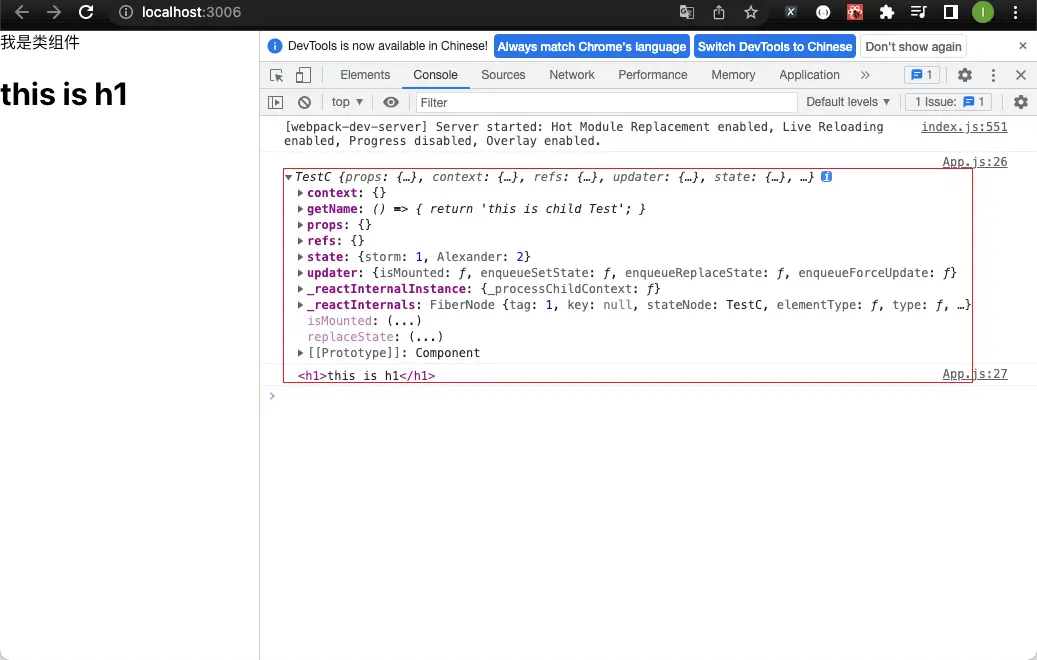 localhost:3006
I
我是类组件
this is h1
DevTools is now available in Chinese! Always match Chrome's language Switch DevTools to Chinese Don't show again
Elements Console Sources Network Performance Memory Application » 1
top ▼ Filter Default levels ▼ 1 Issue: 1
[webpack-dev-server] Server started: Hot Module Replacement enabled, Live Reloading index.js:551
enabled, Progress disabled, Overlay enabled.
App.js:26
TestC {props: {…}, context: {…}, refs: {…}, updater: {…}, state: {…}, …} i
context: {}
getName: () => { return 'this is child Test'; }
props: {}
refs: {}
state: {storm: 1, Alexander: 2}
updater: {isMounted: ƒ, enqueueSetState: ƒ, enqueueReplaceState: ƒ, enqueueForceUpdate: ƒ}
_reactInternalInstance: {_processChildContext: ƒ}
_reactInternals: FiberNode {tag: 1, key: null, stateNode: TestC, elementType: ƒ, type: ƒ, …}
isMounted: (...)
replaceState: (...)
[[Prototype]]: Component
<h1>this is h1</h1> App.js:27